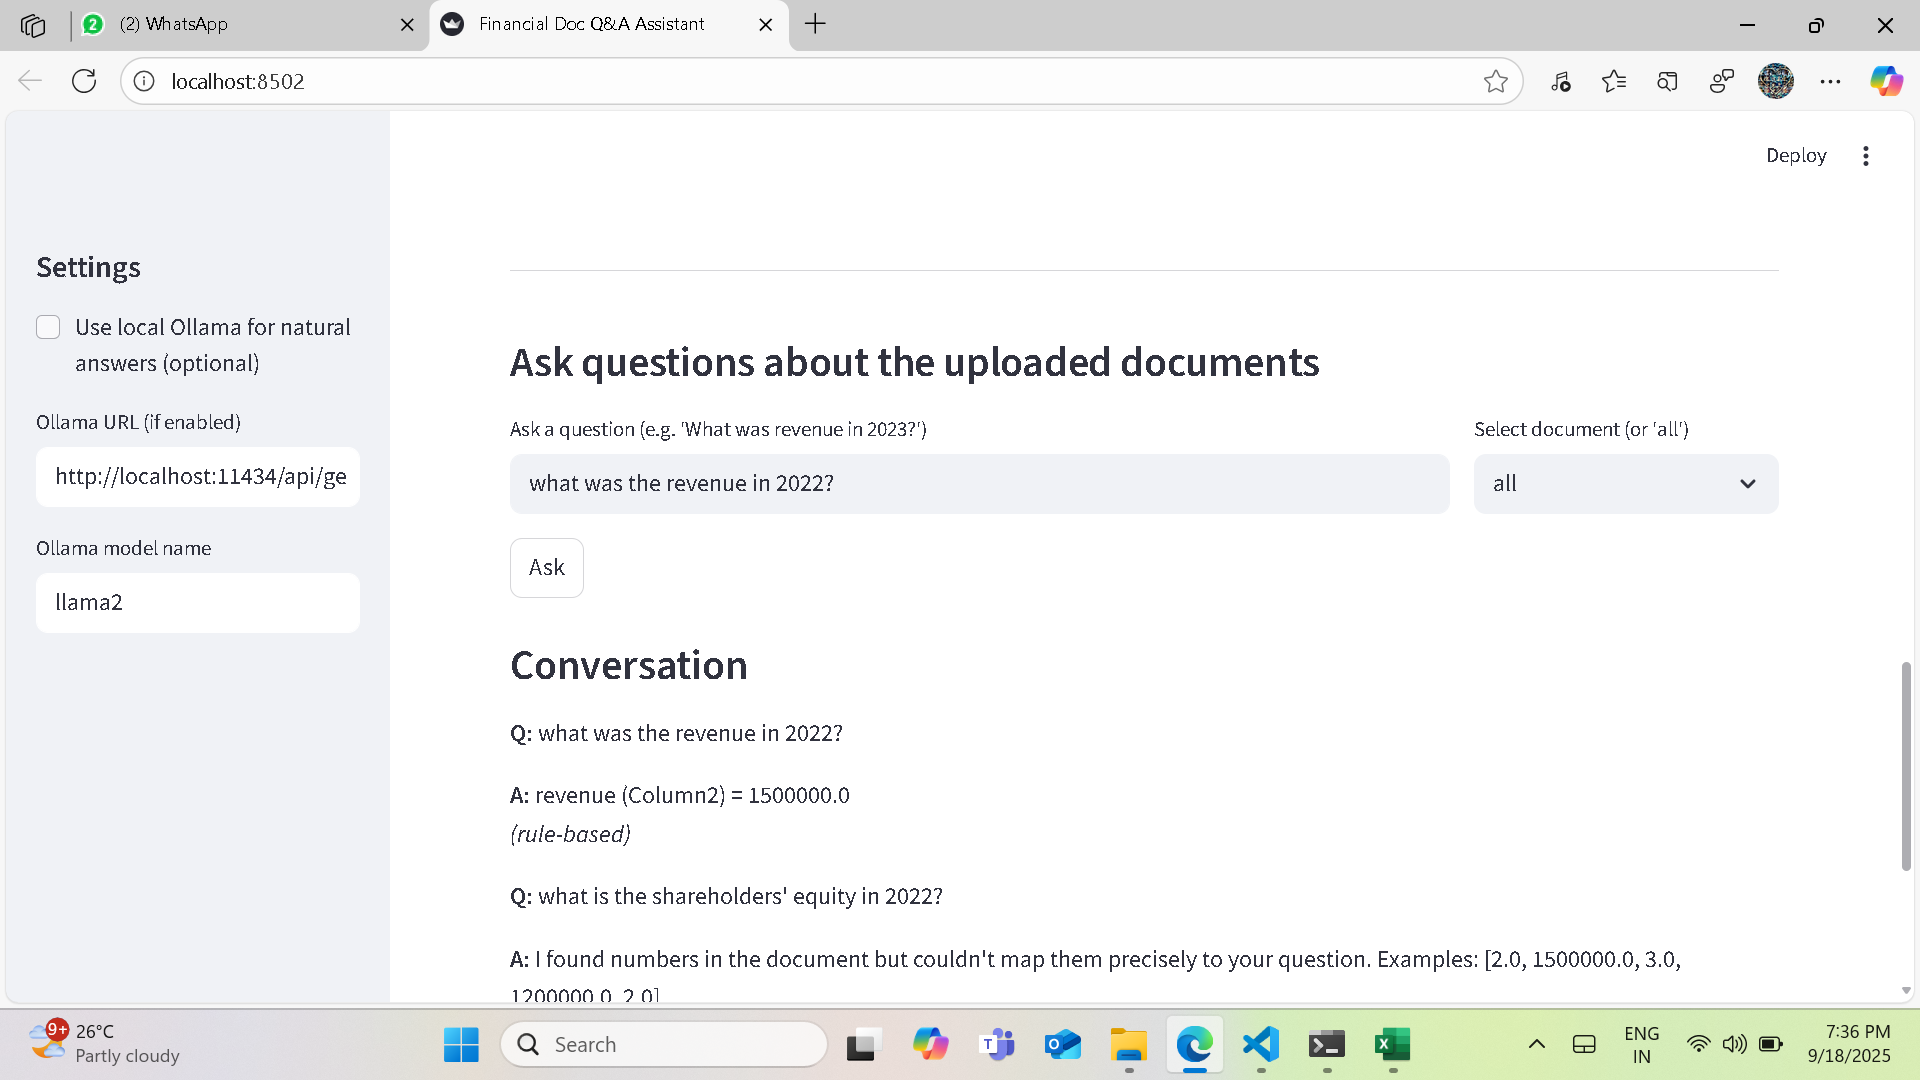 2
(2) WhatsApp
Financial Doc Q&A Assistant
localhost:8502
Deploy
Settings
Use local Ollama for natural
answers (optional)
Ollama URL (if enabled)
http://localhost:11434/api/ge
Ollama model name
llama2
Ask questions about the uploaded documents
Ask a question (e.g. 'What was revenue in 2023?')
Select document (or 'all')
what was the revenue in 2022?
all
Ask
Conversation
Q: what was the revenue in 2022?
A: revenue (Column2) = 1500000.0
(rule-based)
Q: what is the shareholders' equity in 2022?
A: I found numbers in the document but couldn't map them precisely to your question. Examples: [2.0, 1500000.0, 3.0,
1200000.0, 2.0]
9+
26°C
Partly cloudy
Search
ENG
IN
7:36 PM
9/18/2025